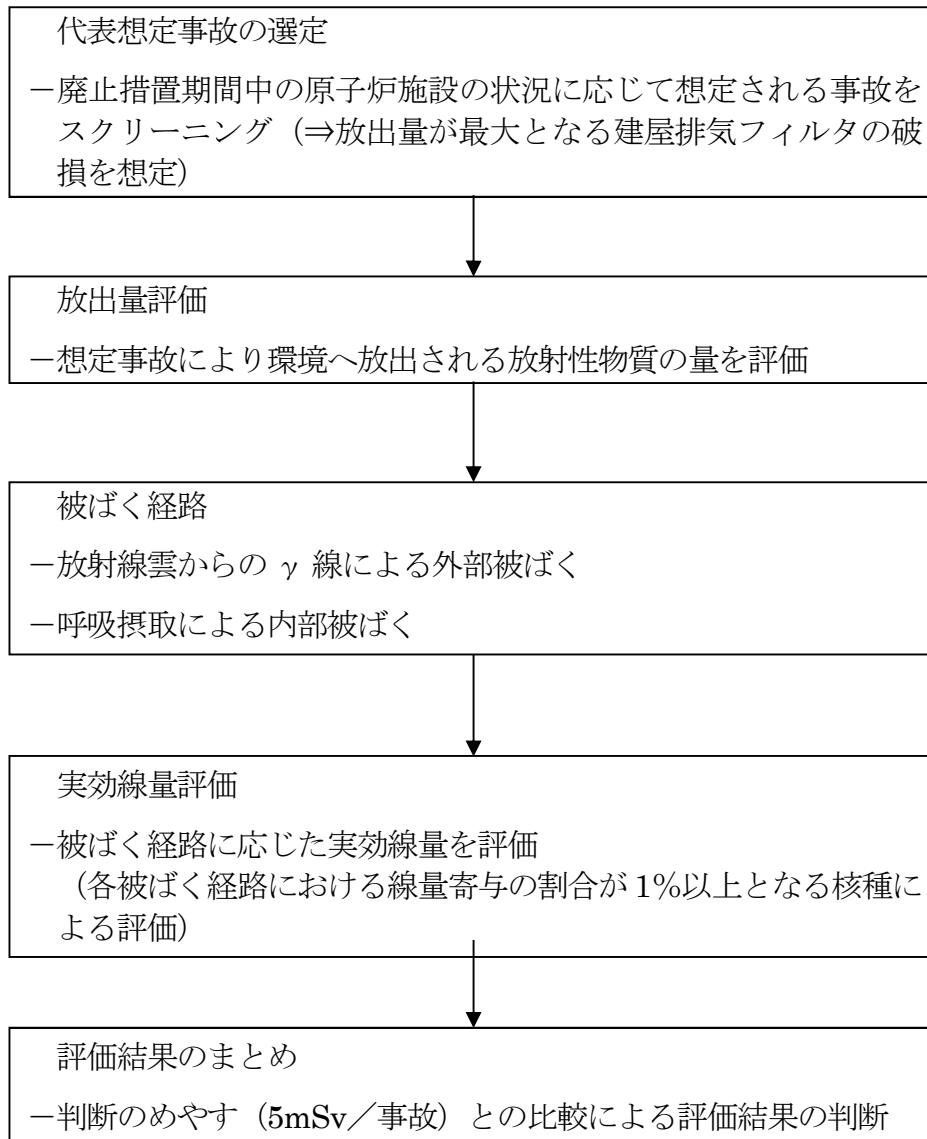 代表想定事故の選定
－廃止措置期間中の原子炉施設の状況に応じて想定される事故を
スクリーニング（⇒放出量が最大となる建屋排気フィルタの破
損を想定）
放出量評価
－想定事故により環境へ放出される放射性物質の量を評価
被ばく経路
－放射線雲からの γ 線による外部被ばく
－呼吸摂取による内部被ばく
実効線量評価
－被ばく経路に応じた実効線量を評価
（各被ばく経路における線量寄与の割合が 1%以上となる核種に
よる評価）
評価結果のまとめ
－判断のめやす（5mSv／事故）との比較による評価結果の判断